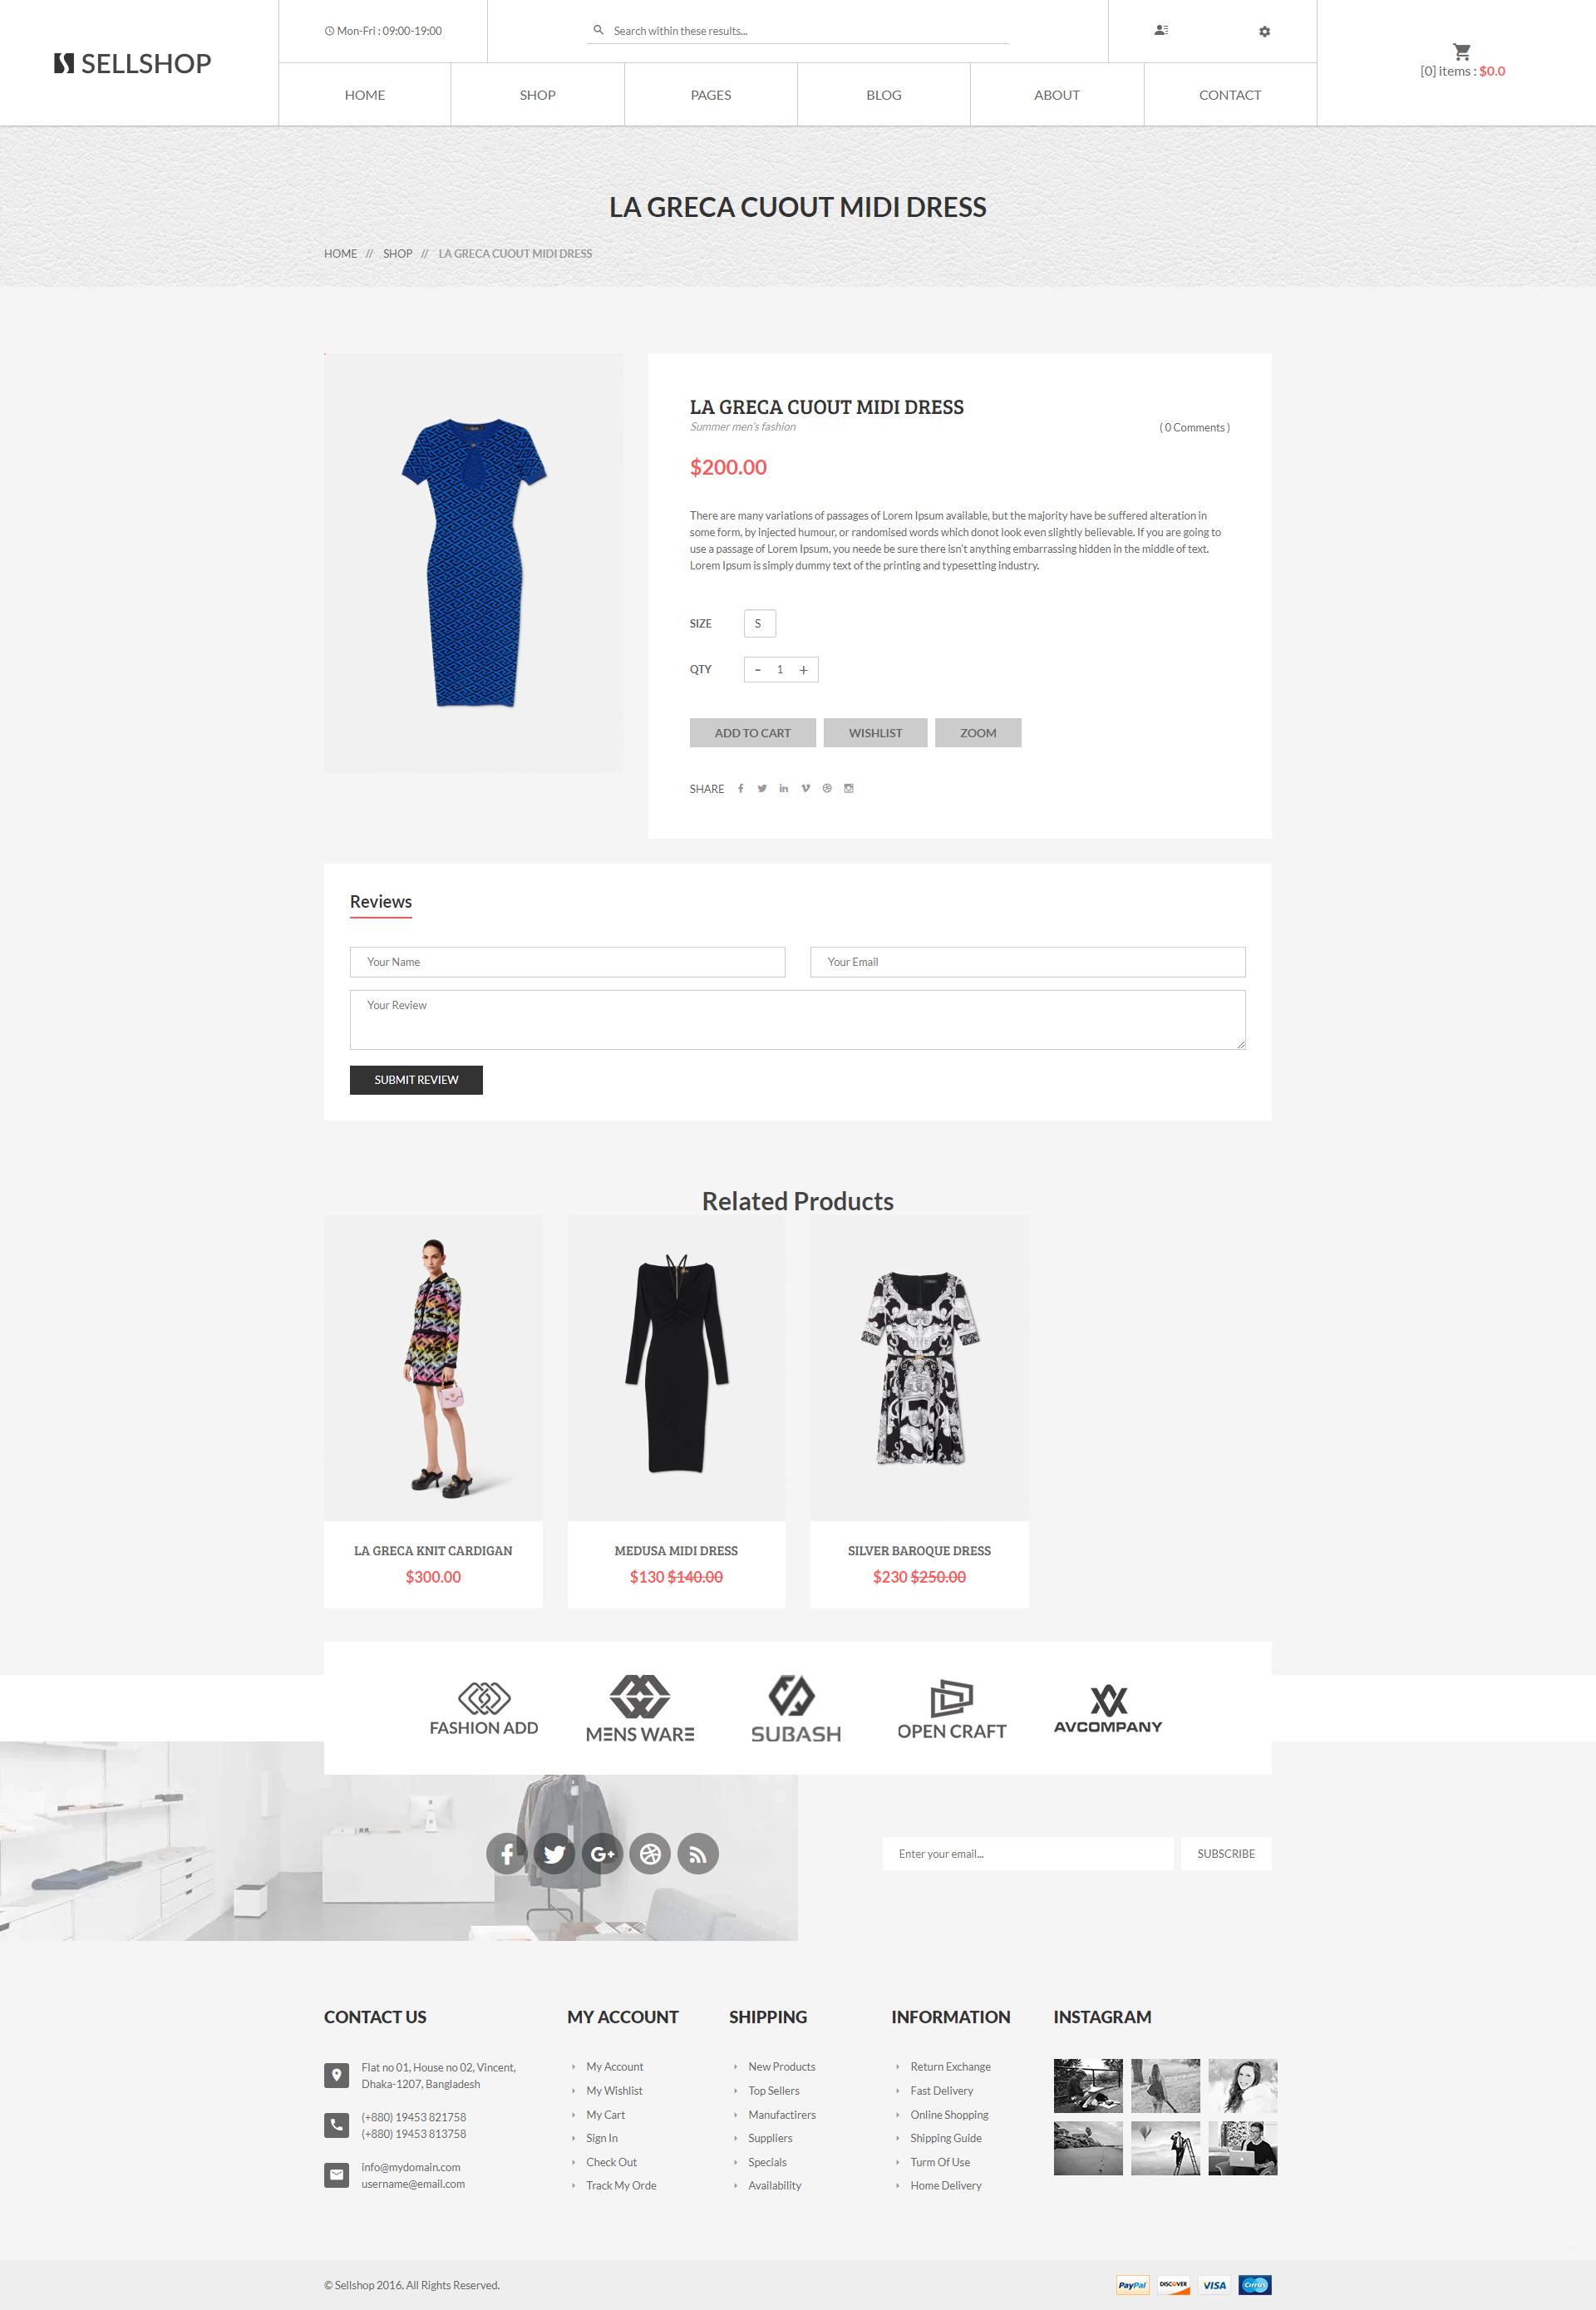 SELLSHOP
Mon-Fri : 09:00-19:00
Search within these results...
[0] items : $0.0
HOME
SHOP
PAGES
BLOG
ABOUT
CONTACT
LA GRECA CUOUT MIDI DRESS
HOME // SHOP // LA GRECA CUOUT MIDI DRESS
LA GRECA CUOUT MIDI DRESS
Summer men's fashion
( 0 Comments )
$200.00
There are many variations of passages of Lorem Ipsum available, but the majority have be suffered alteration in
some form, by injected humour, or randomised words which donot look even slightly believable. If you are going to
use a passage of Lorem Ipsum, you neede be sure there isn't anything embarrassing hidden in the middle of text.
Lorem Ipsum is simply dummy text of the printing and typesetting industry.
SIZE
S
QTY
- 1 +
ADD TO CART
WISHLIST
ZOOM
SHARE
Reviews
Your Name
Your Email
Your Review
SUBMIT REVIEW
Related Products
LA GRECA KNIT CARDIGAN
$300.00
MEDUSA MIDI DRESS
$130 $140.00
SILVER BAROQUE DRESS
$230 $250.00
FASHION ADD
MENS WARE
SUBASH
OPEN CRAFT
AVCOMPANY
Enter your email...
SUBSCRIBE
CONTACT US
Flat no 01, House no 02, Vincent,
Dhaka-1207, Bangladesh
(+880) 19453 821758
(+880) 19453 813758
info@mydomain.com
username@email.com
MY ACCOUNT
My Account
My Wishlist
My Cart
Sign In
Check Out
Track My Orde
SHIPPING
New Products
Top Sellers
Manufactirers
Suppliers
Specials
Availability
INFORMATION
Return Exchange
Fast Delivery
Online Shopping
Shipping Guide
Turm Of Use
Home Delivery
INSTAGRAM
© Sellshop 2016. All Rights Reserved.
PayPal
DISCOVER
VISA
Cirrus